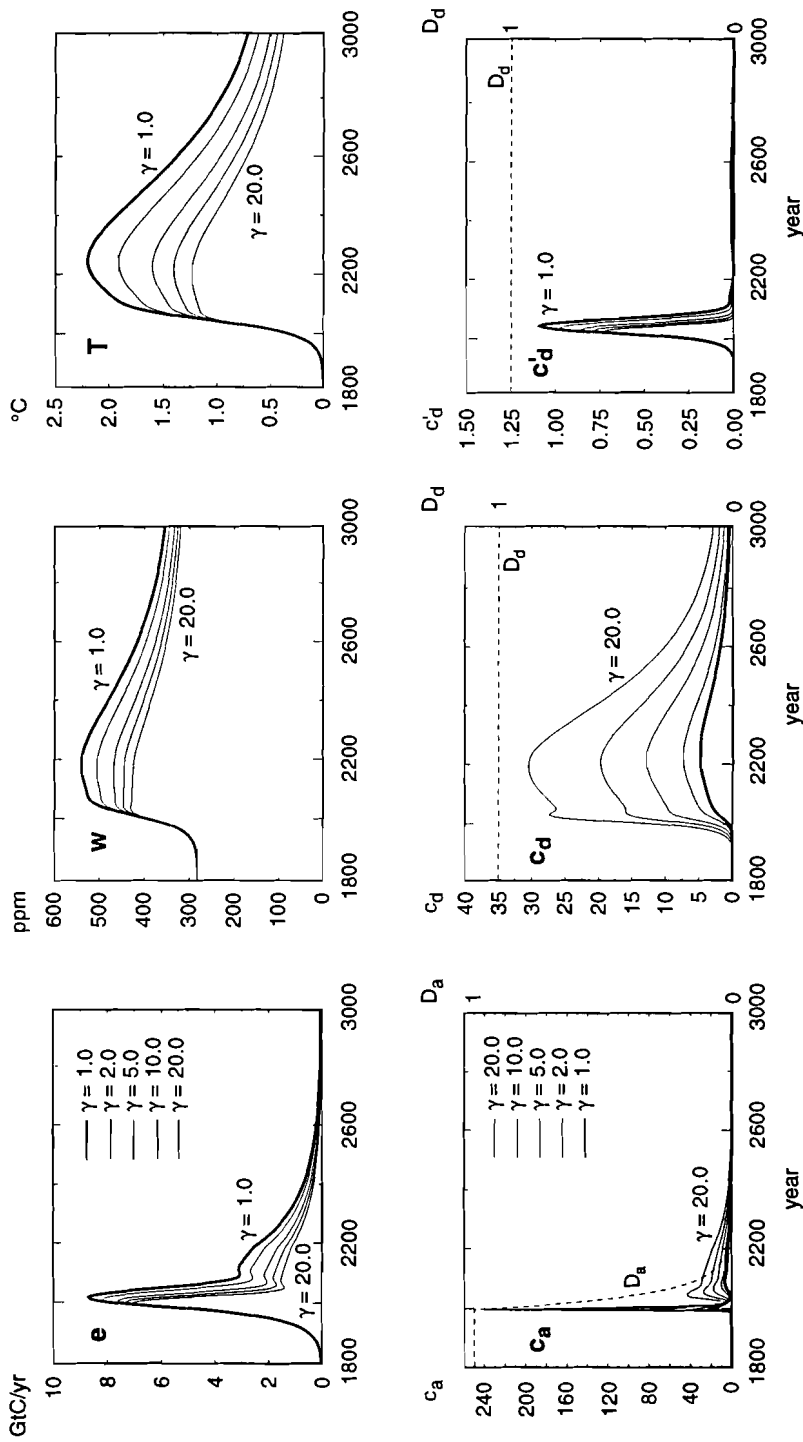 GtC/yr
10
8
6
4
2
0
e
γ = 1.0
γ = 2.0
γ = 5.0
γ = 10.0
γ = 20.0
γ = 1.0
γ = 20.0
1800
2200
2600
3000
ppm
600
500
400
300
200
100
0
w
γ = 1.0
γ = 20.0
1800
2200
2600
3000
°C
2.5
2.0
1.5
1.0
0.5
0
T
γ = 1.0
γ = 20.0
1800
2200
2600
3000
c_a
D_a
240
200
160
120
80
40
0
1
0
c_a
γ = 20.0
γ = 10.0
γ = 5.0
γ = 2.0
γ = 1.0
D_a
γ = 20.0
1800
2200
2600
3000
year
c_d
D_d
40
35
30
25
20
15
10
5
0
1
0
c_d
D_d
γ = 20.0
1800
2200
2600
3000
year
c'_d
D_d
1.50
1.25
1.00
0.75
0.50
0.25
0.00
1
0
c'_d
D_d
γ = 1.0
1800
2200
2600
3000
year